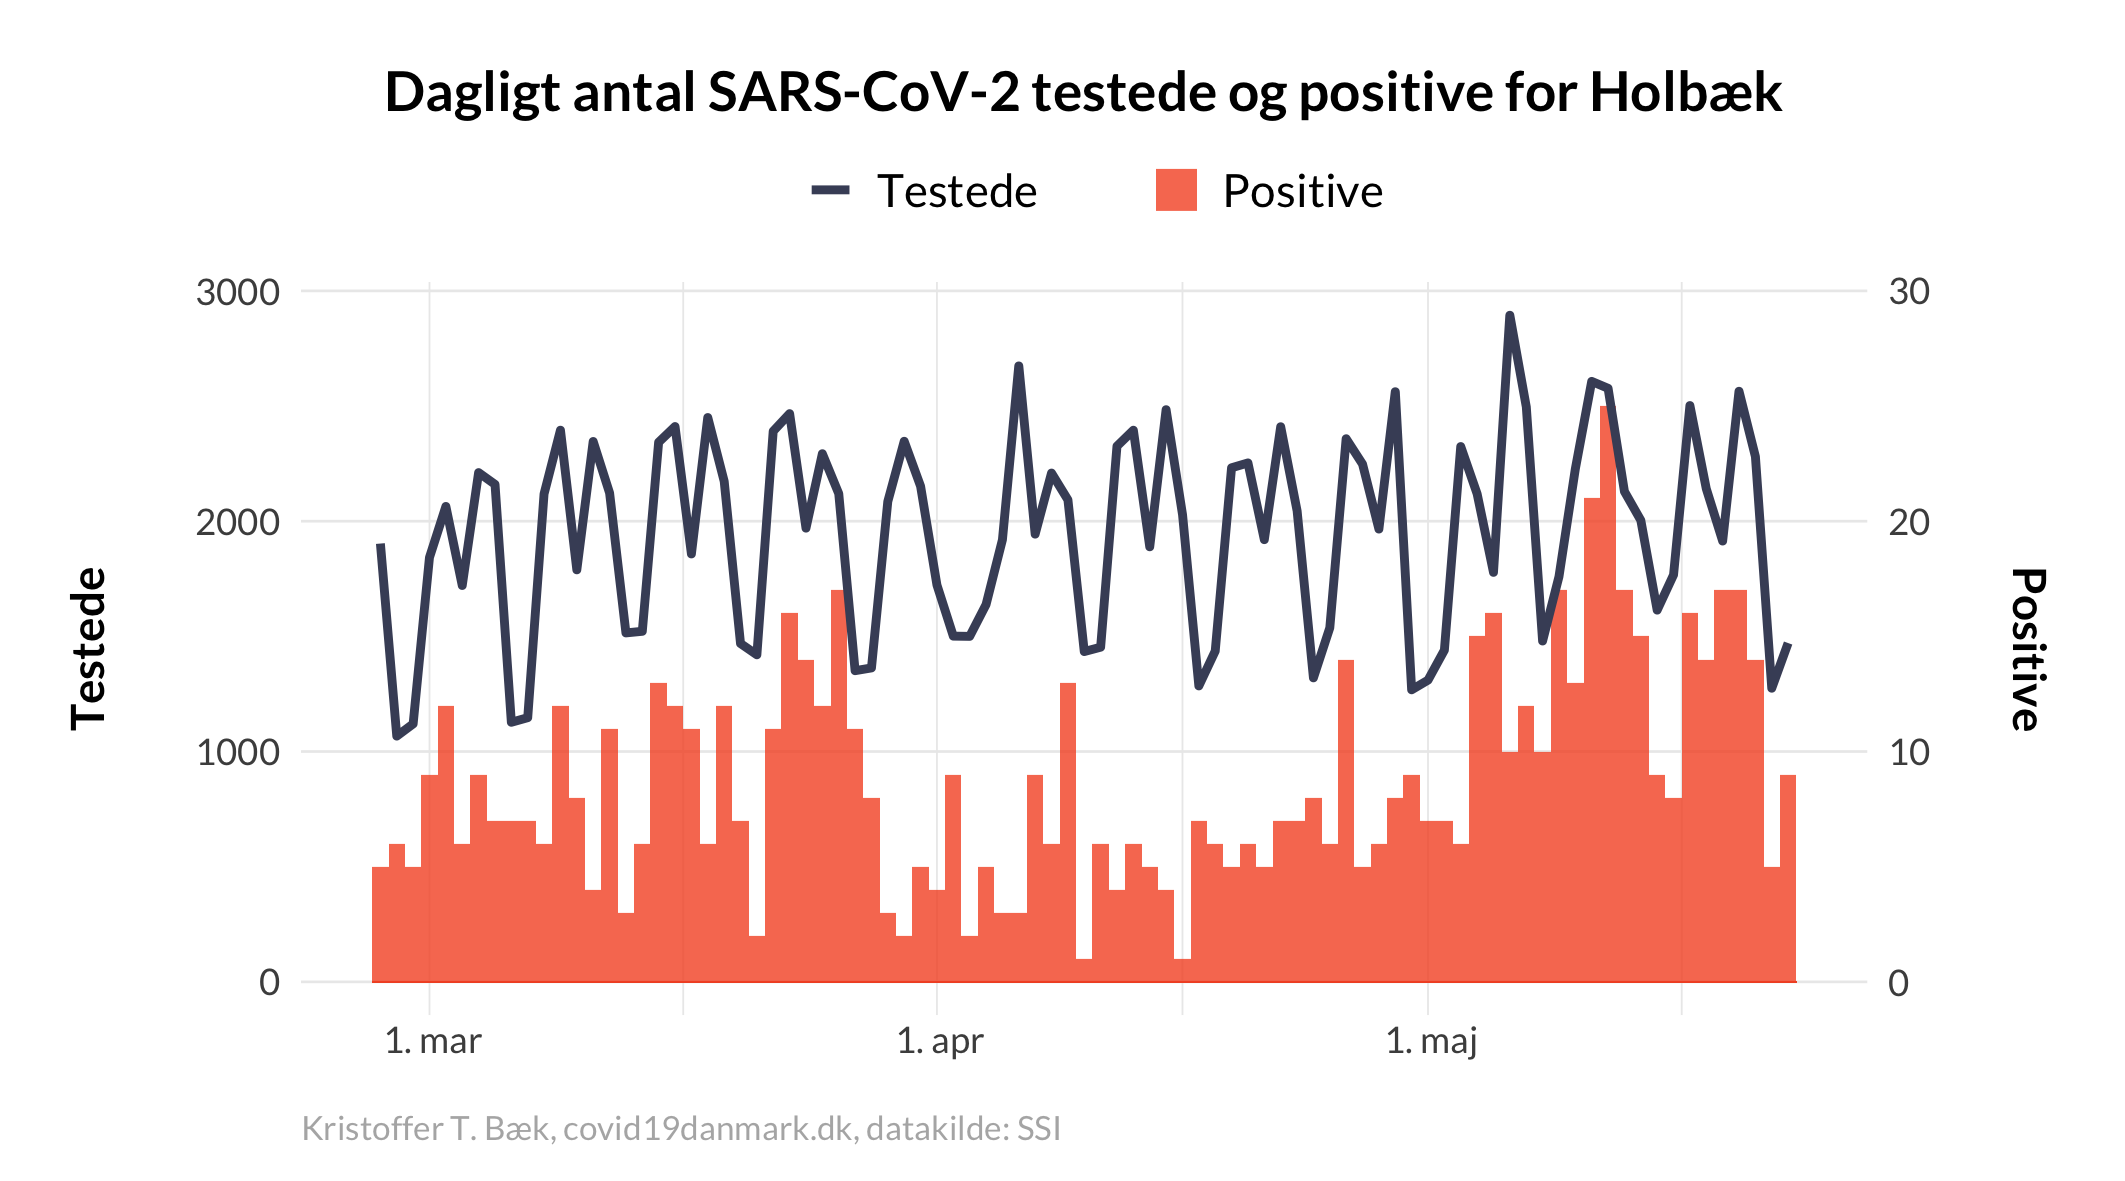 Dagligt antal SARS-CoV-2 testede og positive for Holbæk
Testede
Positive
3000
2000
1000
0
30
20
10
0
Testede
Positive
1. mar
1. apr
1. maj
Kristoffer T. Bæk, covid19danmark.dk, datakilde: SSI